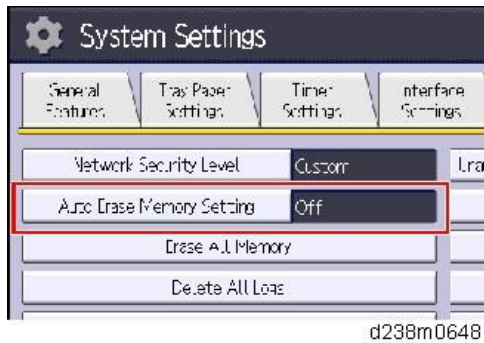 System Settings
General Features
Tray Paper Settings
Timer Settings
Interface Settings
Network Security Level
Custom
Auto Erase Memory Setting
Off
Erase All Memory
Delete All Logs
d238m0648